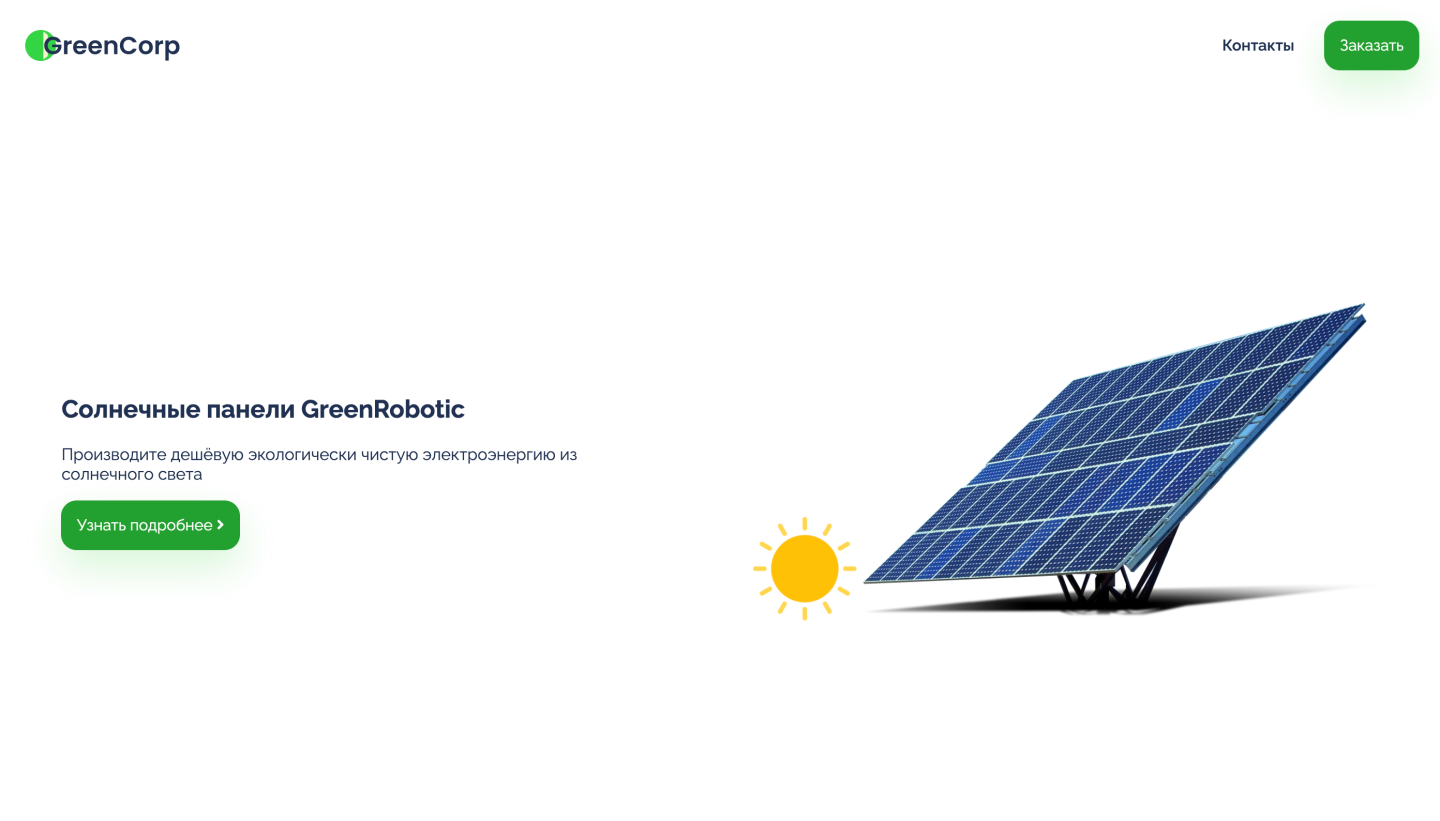 GreenCorp
Контакты
Заказать
Солнечные панели GreenRobotic
Производите дешёвую экологически чистую электроэнергию из
солнечного света
Узнать подробнее